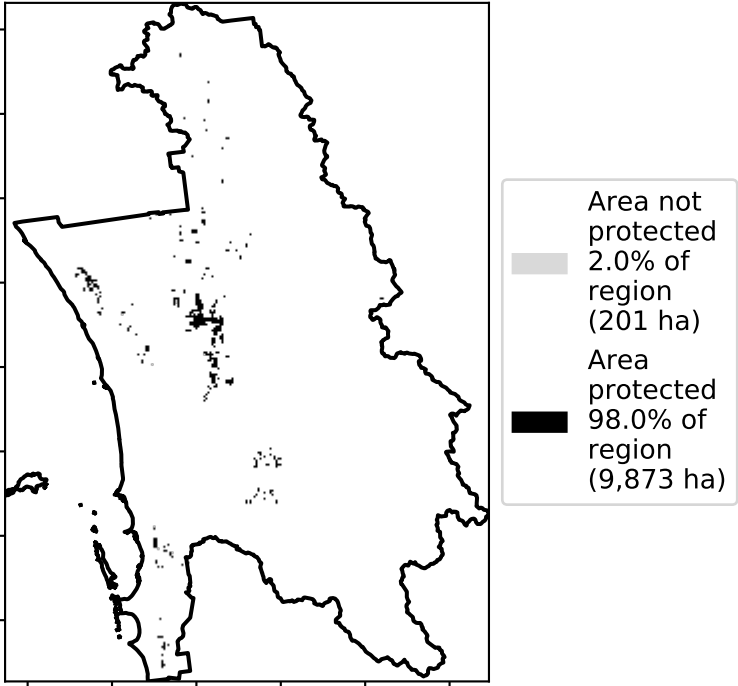 Area not
protected
2.0% of
region
(201 ha)
Area
protected
98.0% of
region
(9,873 ha)